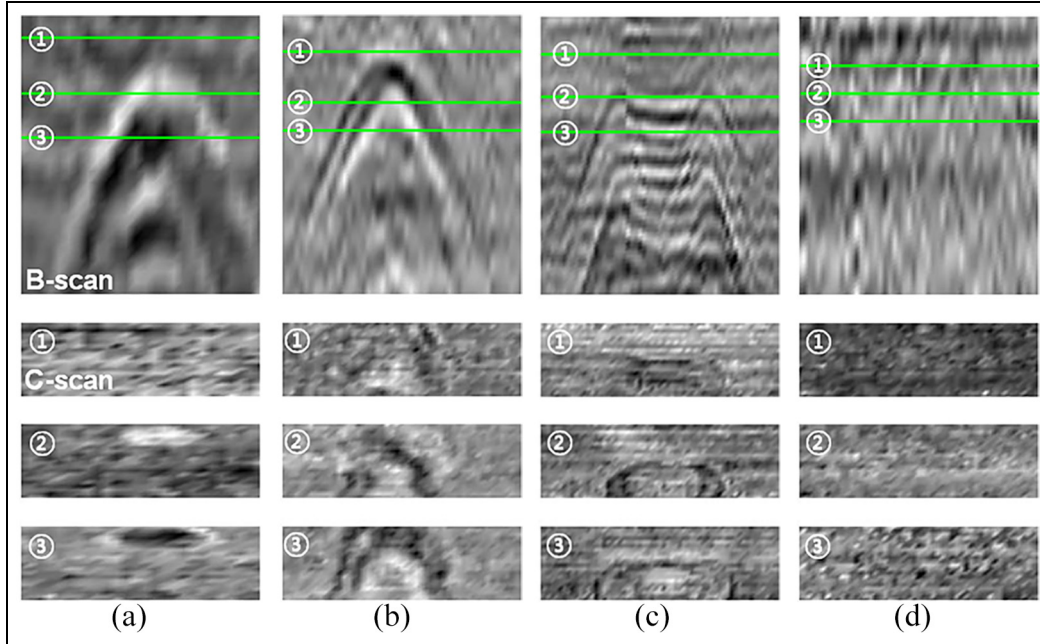 ① ① ① ①
② ② ② ②
③ ③ ③ ③
B-scan
① ① ① ①
C-scan
② ② ② ②
③ ③ ③ ③
(a) (b) (c) (d)